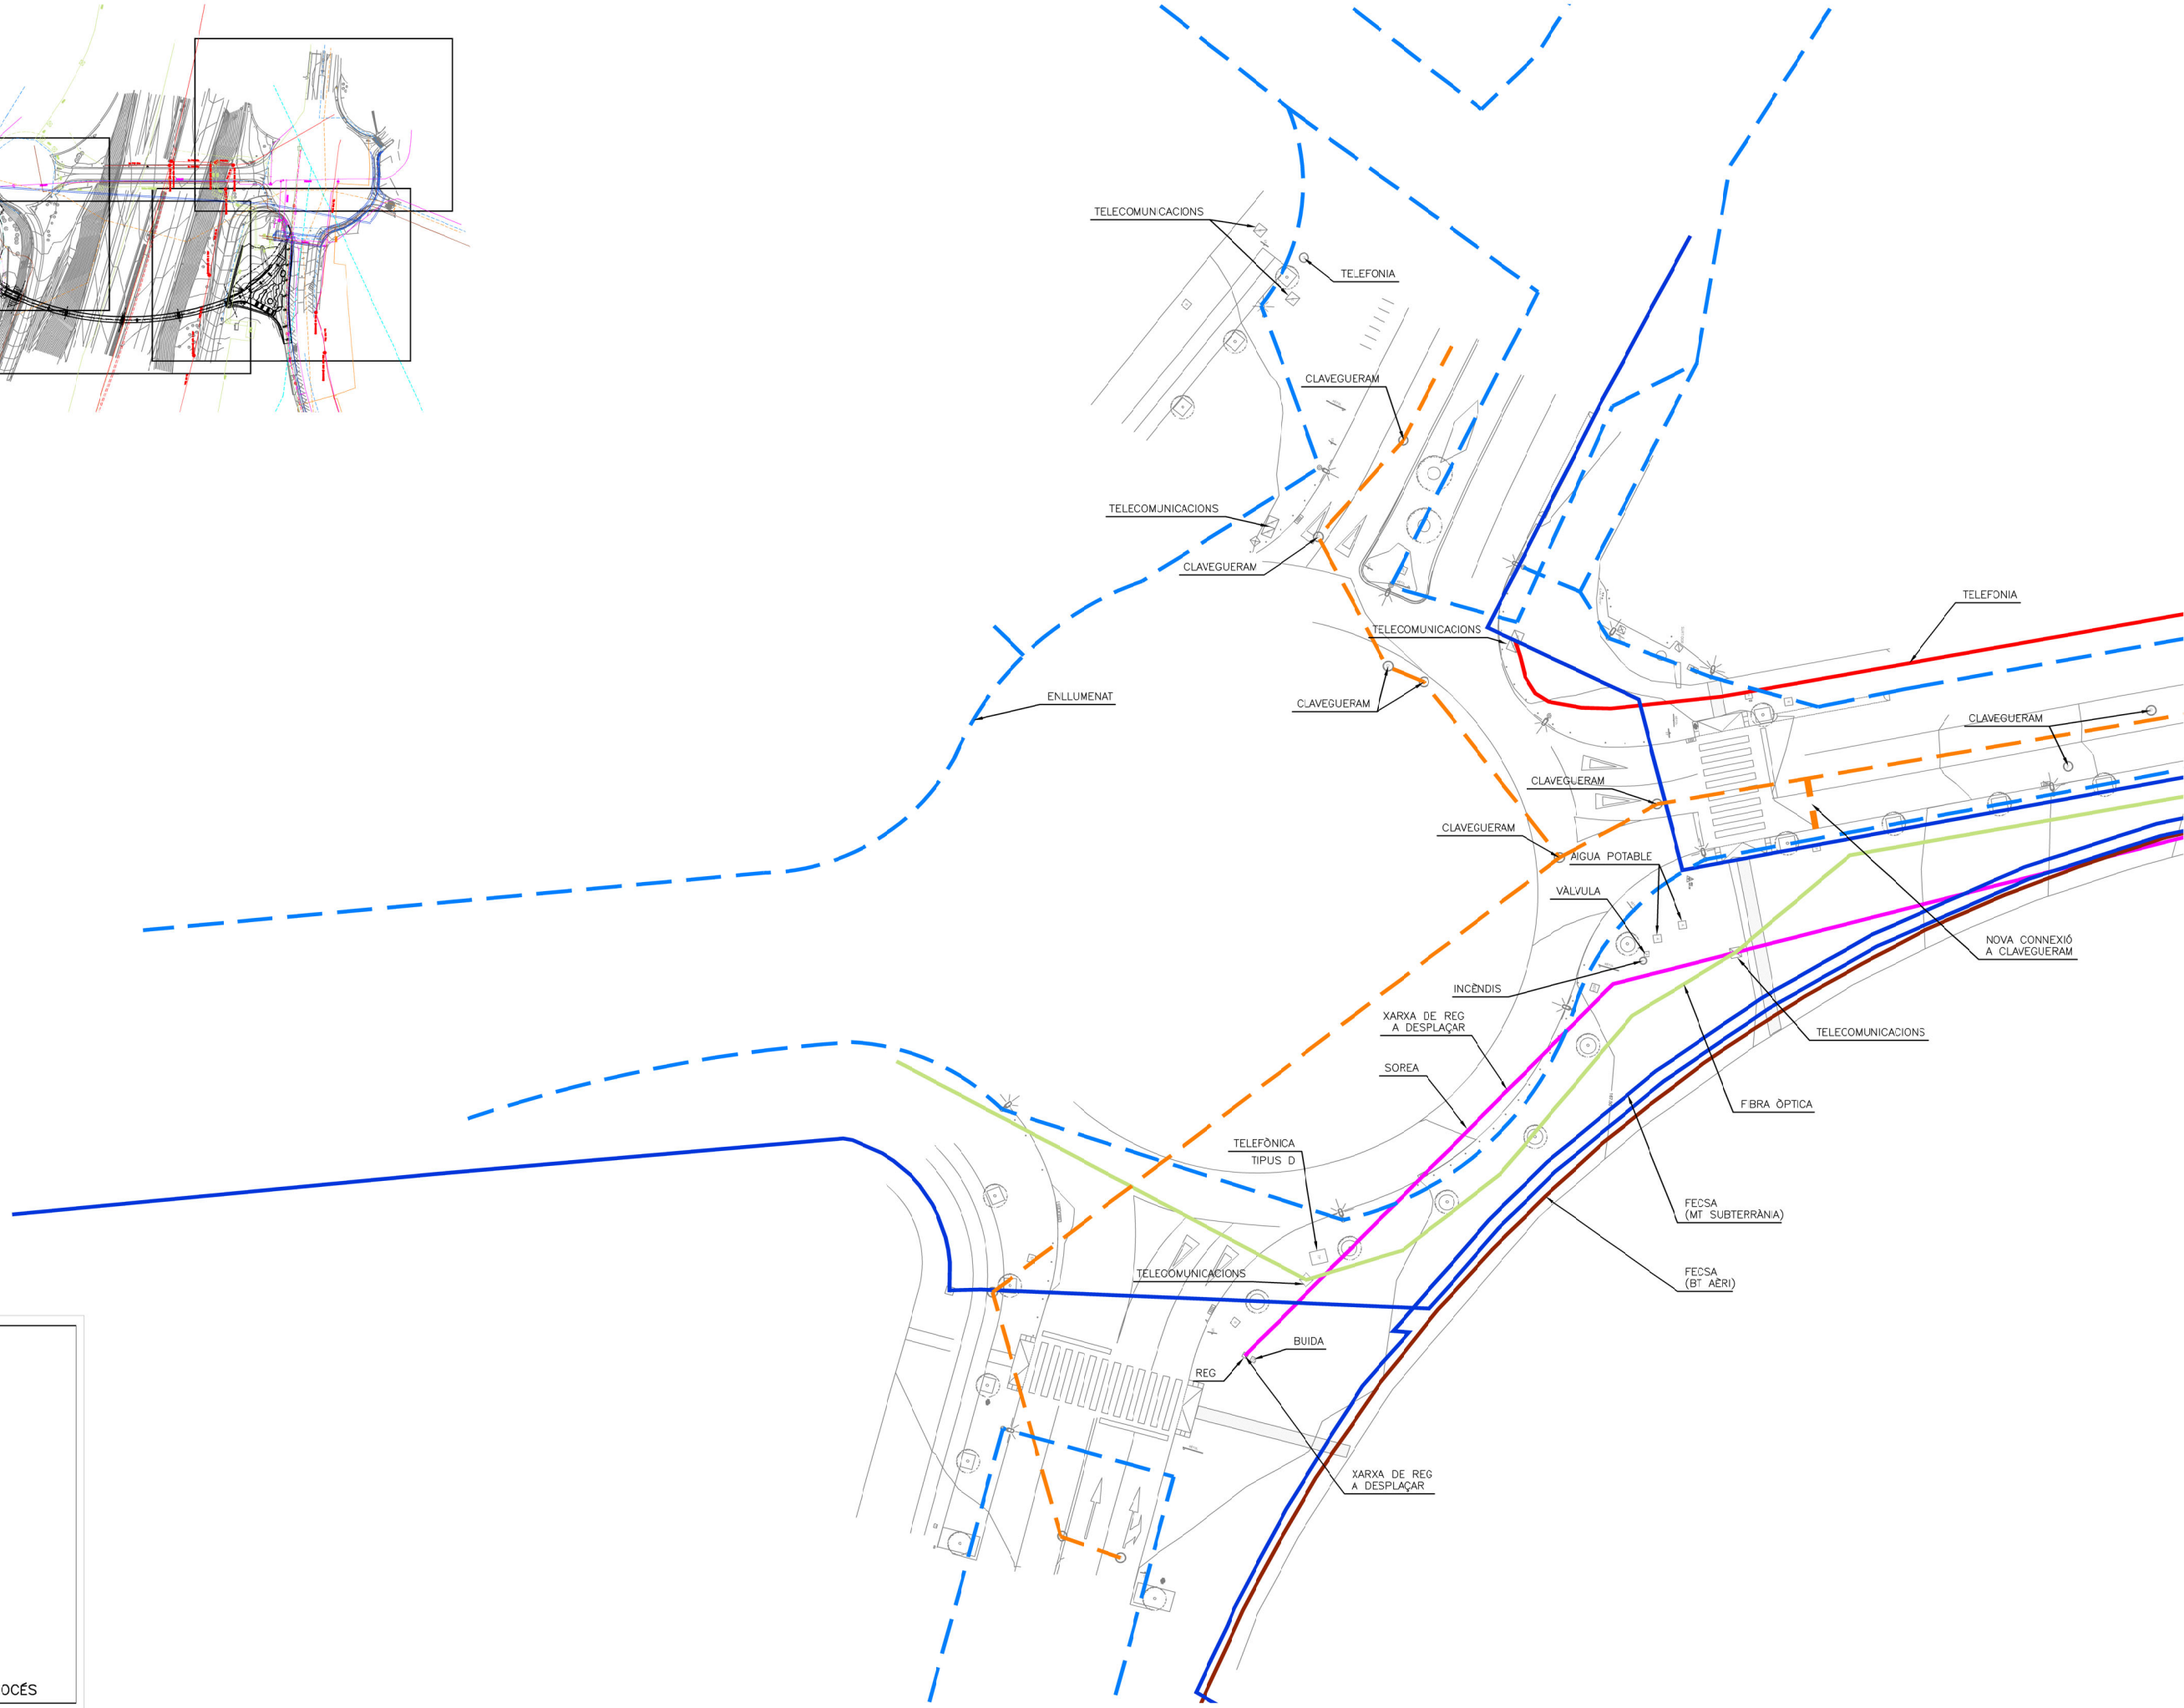 TELECOMUNICACIONS
TELEFONIA
CLAVEGUERAM
TELECOMUNICACIONS
CLAVEGUERAM
TELEFONIA
TELECOMUNICACIONS
ENLLUMENAT
CLAVEGUERAM
CLAVEGUERAM
CLAVEGUERAM
CLAVEGUERAM
AIGUA POTABLE
VÀLVULA
NOVA CONNEXIÓ
A CLAVEGUERAM
INCÈNDIS
XARXA DE REG
A DESPLAÇAR
TELECOMUNICACIONS
SOREA
FIBRA ÒPTICA
TELEFÒNICA
TIPUS D
FECSA
(MT SUBTERRÀNIA)
TELECOMUNICACIONS
FECSA
(BT AÈRI)
BUIDA
REG
XARXA DE REG
A DESPLAÇAR
OCÉS